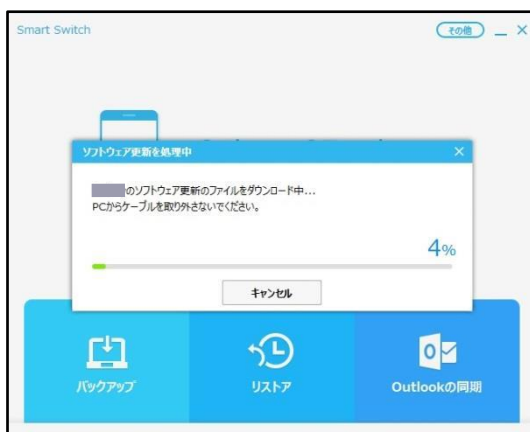 Smart Switch
その他
ソフトウェア更新を処理中
のソフトウェア更新のファイルをダウンロード中...
PCからケーブルを取り外さないでください。
4%
キャンセル
バックアップ
リストア
Outlookの同期